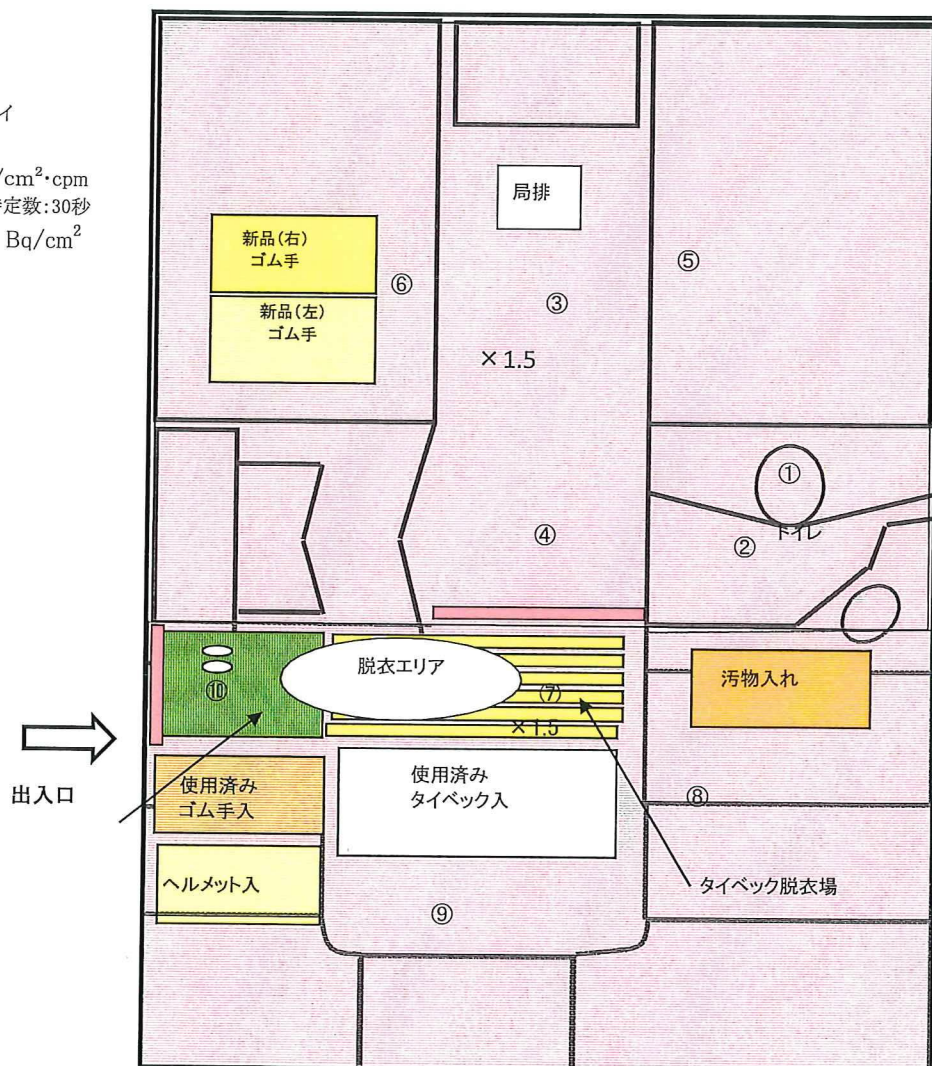 イ
/cm²・cpm
定数:30秒
Bq/cm²
局排
新品(右)
ゴム手
⑤
⑥
新品(左)
ゴム手
③
×1.5
①
④
②
トイレ
脱衣エリア
汚物入れ
⑩
⑦
×1.5
出入口
使用済み
ゴム手入
使用済み
タイベック入
⑧
ヘルメット入
タイベック脱衣場
⑨